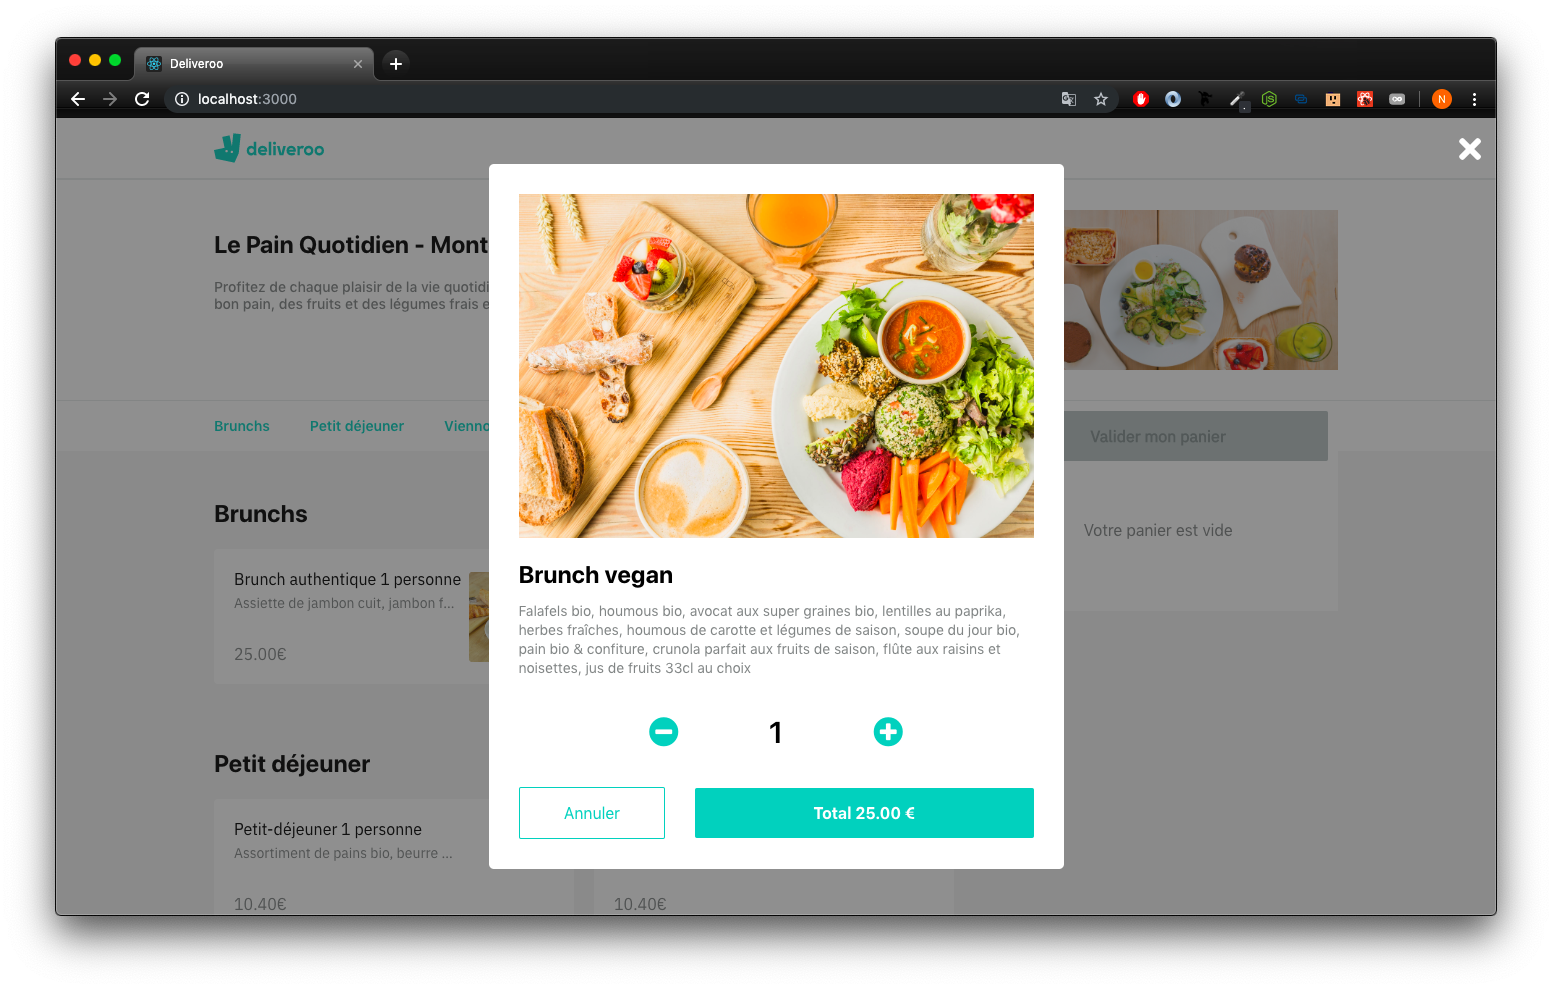 Deliveroo
localhost:3000
N
deliveroo
Le Pain Quotidien - Mont
Profitez de chaque plaisir de la vie quotidi
bon pain, des fruits et des légumes frais e
Brunchs
Petit déjeuner
Vienno
Valider mon panier
Votre panier est vide
Brunchs
Brunch authentique 1 personne
Assiette de jambon cuit, jambon f...
25.00€
Petit déjeuner
Petit-déjeuner 1 personne
Assortiment de pains bio, beurre ...
10.40€
10.40€
Brunch vegan
Falafels bio, houmous bio, avocat aux super graines bio, lentilles au paprika,
herbes fraîches, houmous de carotte et légumes de saison, soupe du jour bio,
pain bio & confiture, crunola parfait aux fruits de saison, flûte aux raisins et
noisettes, jus de fruits 33cl au choix
1
Annuler
Total 25.00 €